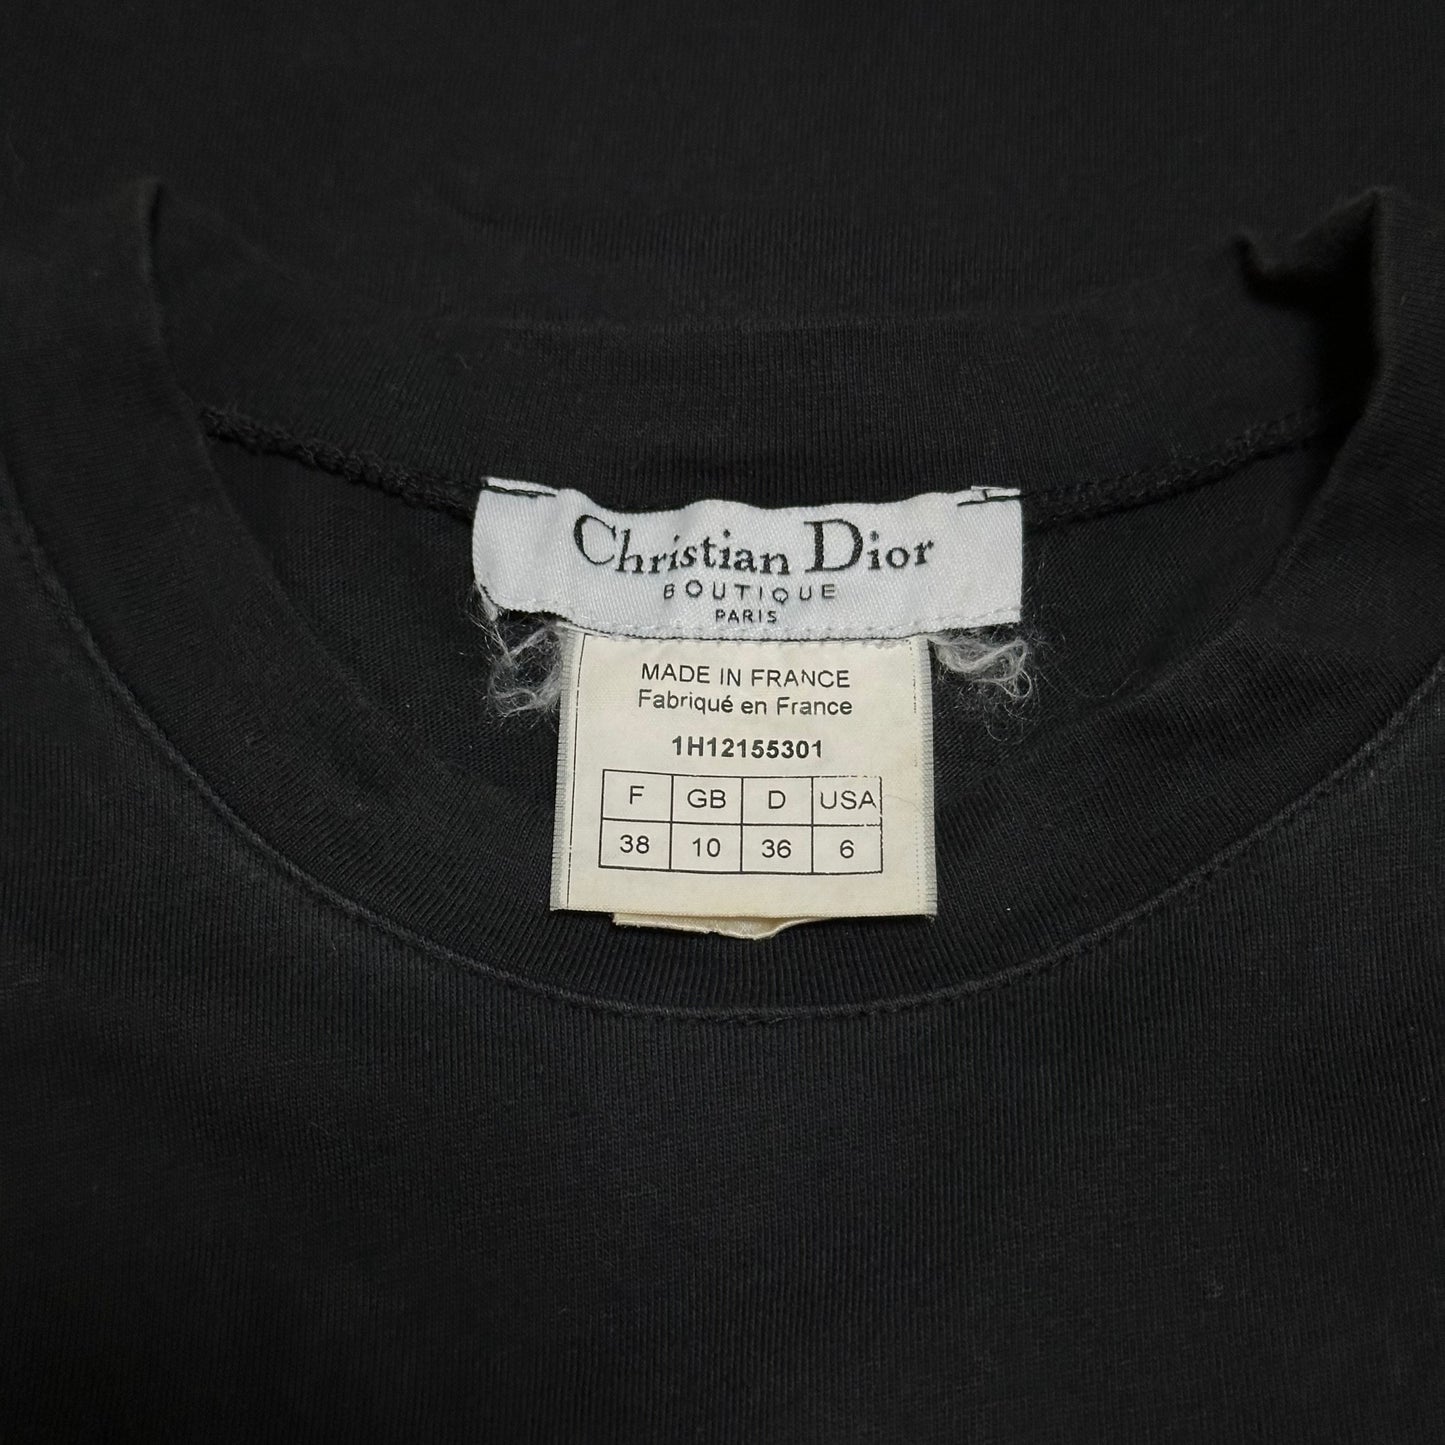 Christian Dior
BOUTIQUE
PARIS
MADE IN FRANCE
Fabriqué en France
1H12155301
F GB D USA
38 10 36 6